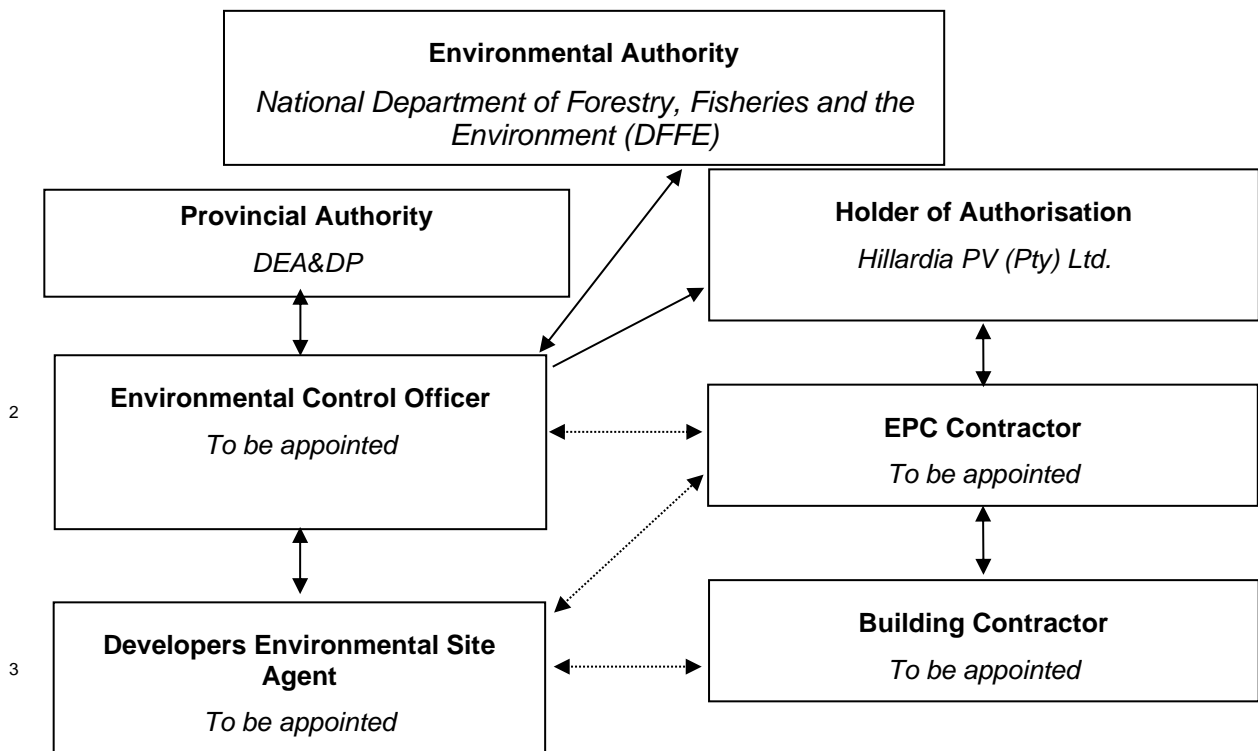 Environmental Authority
National Department of Forestry, Fisheries and the
Environment (DFFE)
Provincial Authority
DEA&DP
Holder of Authorisation
Hillardia PV (Pty) Ltd.
2
Environmental Control Officer
To be appointed
EPC Contractor
To be appointed
3
Developers Environmental Site
Agent
To be appointed
Building Contractor
To be appointed